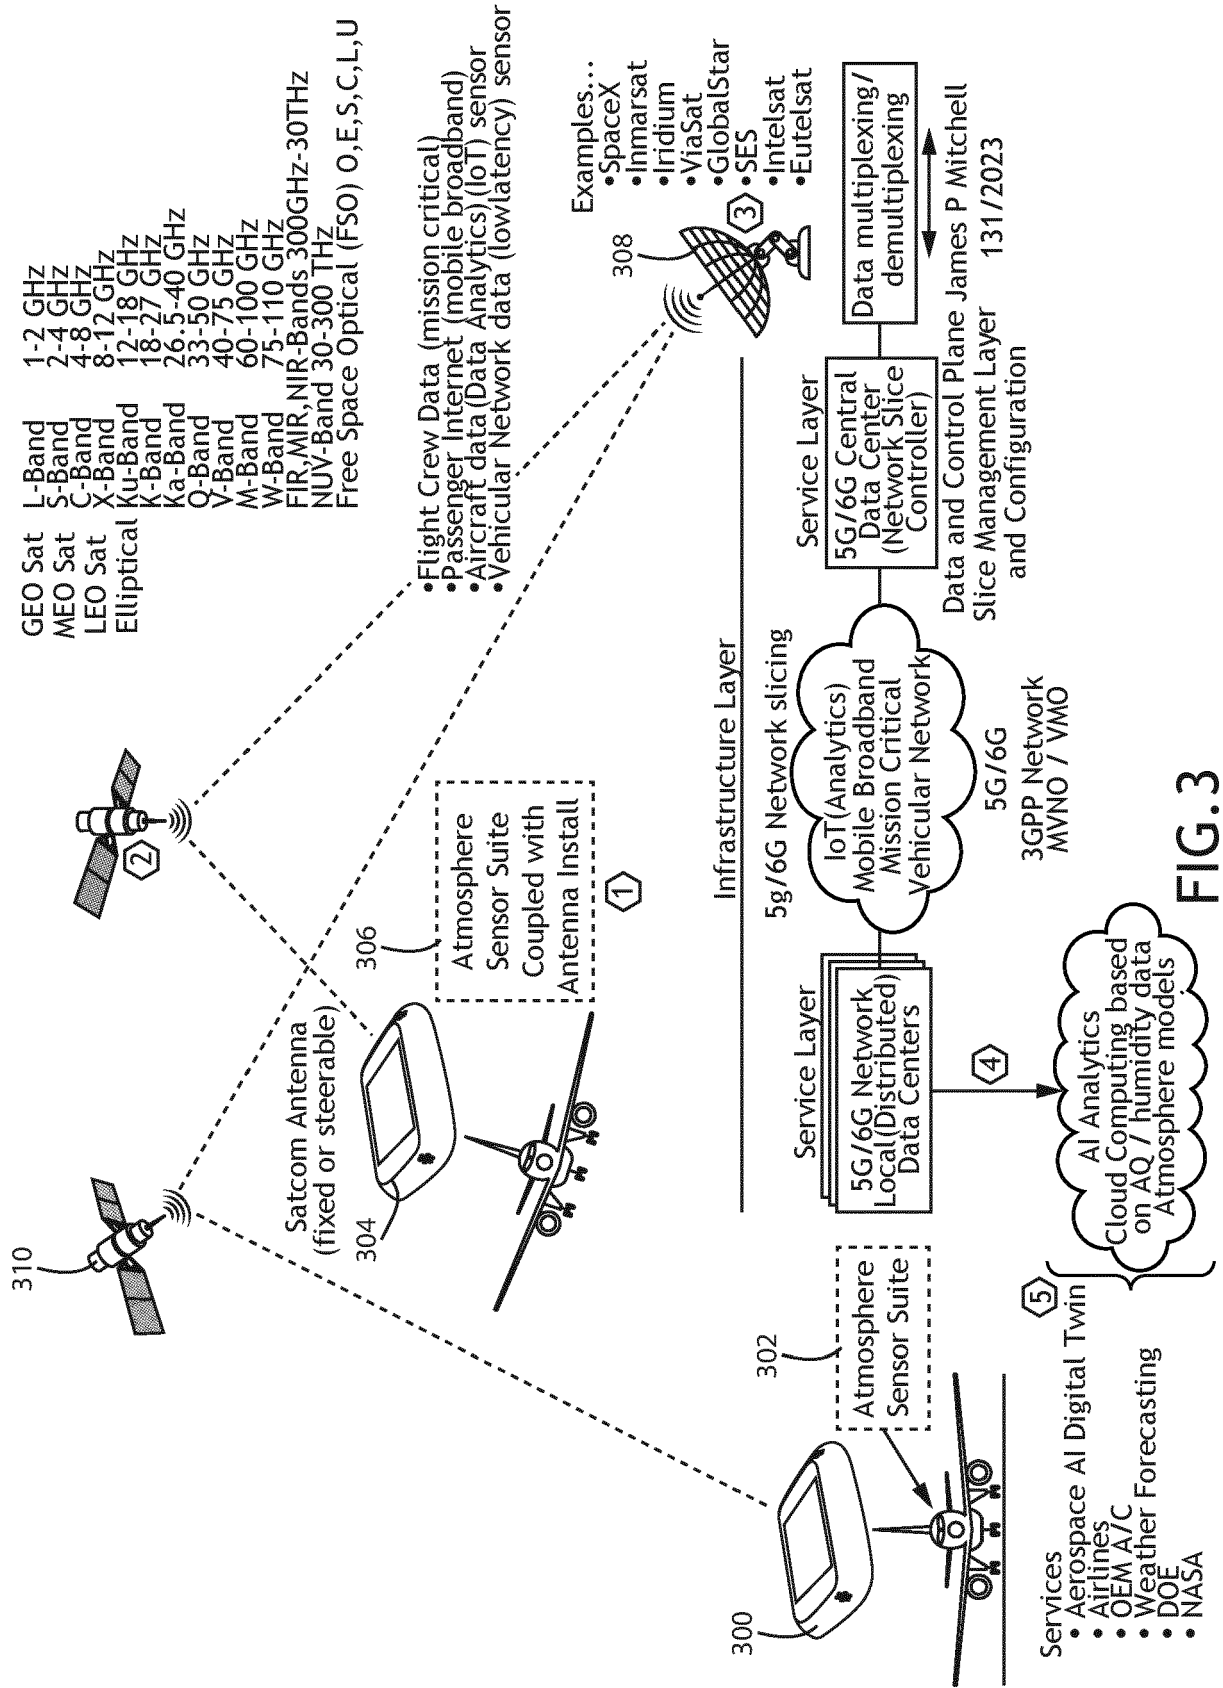 GEO Sat
MEO Sat
LEO Sat
Elliptical
L-Band 1-2 GHz
S-Band 2-4 GHz
C-Band 4-8 GHz
X-Band 8-12 GHz
Ku-Band 12-18 GHz
K-Band 18-27 GHz
Ka-Band 26.5-40 GHz
Q-Band 33-50 GHz
V-Band 40-75 GHz
M-Band 60-100 GHz
W-Band 75-110 GHz
FIR,MIR,NIR-Bands 300GHz-30THz
NUV-Band 30-300 THz
Free Space Optical (FSO) O,E,S,C,L,U
310
2
•Flight Crew Data (mission critical)
•Passenger Internet (mobile broadband)
•Aircraft data (Data Analytics) (IoT) sensor
•Vehicular Network data (low latency) sensor
Satcom Antenna
(fixed or steerable)
304
306
Atmosphere
Sensor Suite
Coupled with
Antenna Install
1
308
3
Examples...
•SpaceX
•Inmarsat
•Iridium
•ViaSat
•GlobalStar
•SES
•Intelsat
•Eutelsat
300
302
Atmosphere
Sensor Suite
Infrastructure Layer
Service Layer
5G/6G Network
Local(Distributed)
Data Centers
5g/6G Network slicing
IoT(Analytics)
Mobile Broadband
Mission Critical
Vehicular Network
5G/6G
3GPP Network
MVNO / VMO
Service Layer
5G/6G Central
Data Center
(Network Slice
Controller)
Data multiplexing/
demultiplexing
Data and Control Plane James P Mitchell
Slice Management Layer 131/2023
and Configuration
4
AI Analytics
Cloud Computing based
on AQ / humidity data
Atmosphere models
5
Services
• Aerospace AI Digital Twin
• Airlines
• OEM A/C
• Weather Forecasting
• DOE
• NASA
FIG. 3